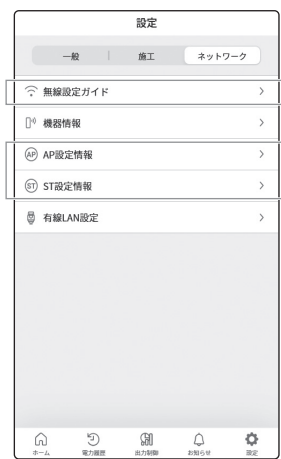 設定
一般 施工 ネットワーク
無線設定ガイド
機器情報
AP AP設定情報
ST ST設定情報
有線LAN設定
ホーム 電力履歴 出力制御 お知らせ 設定